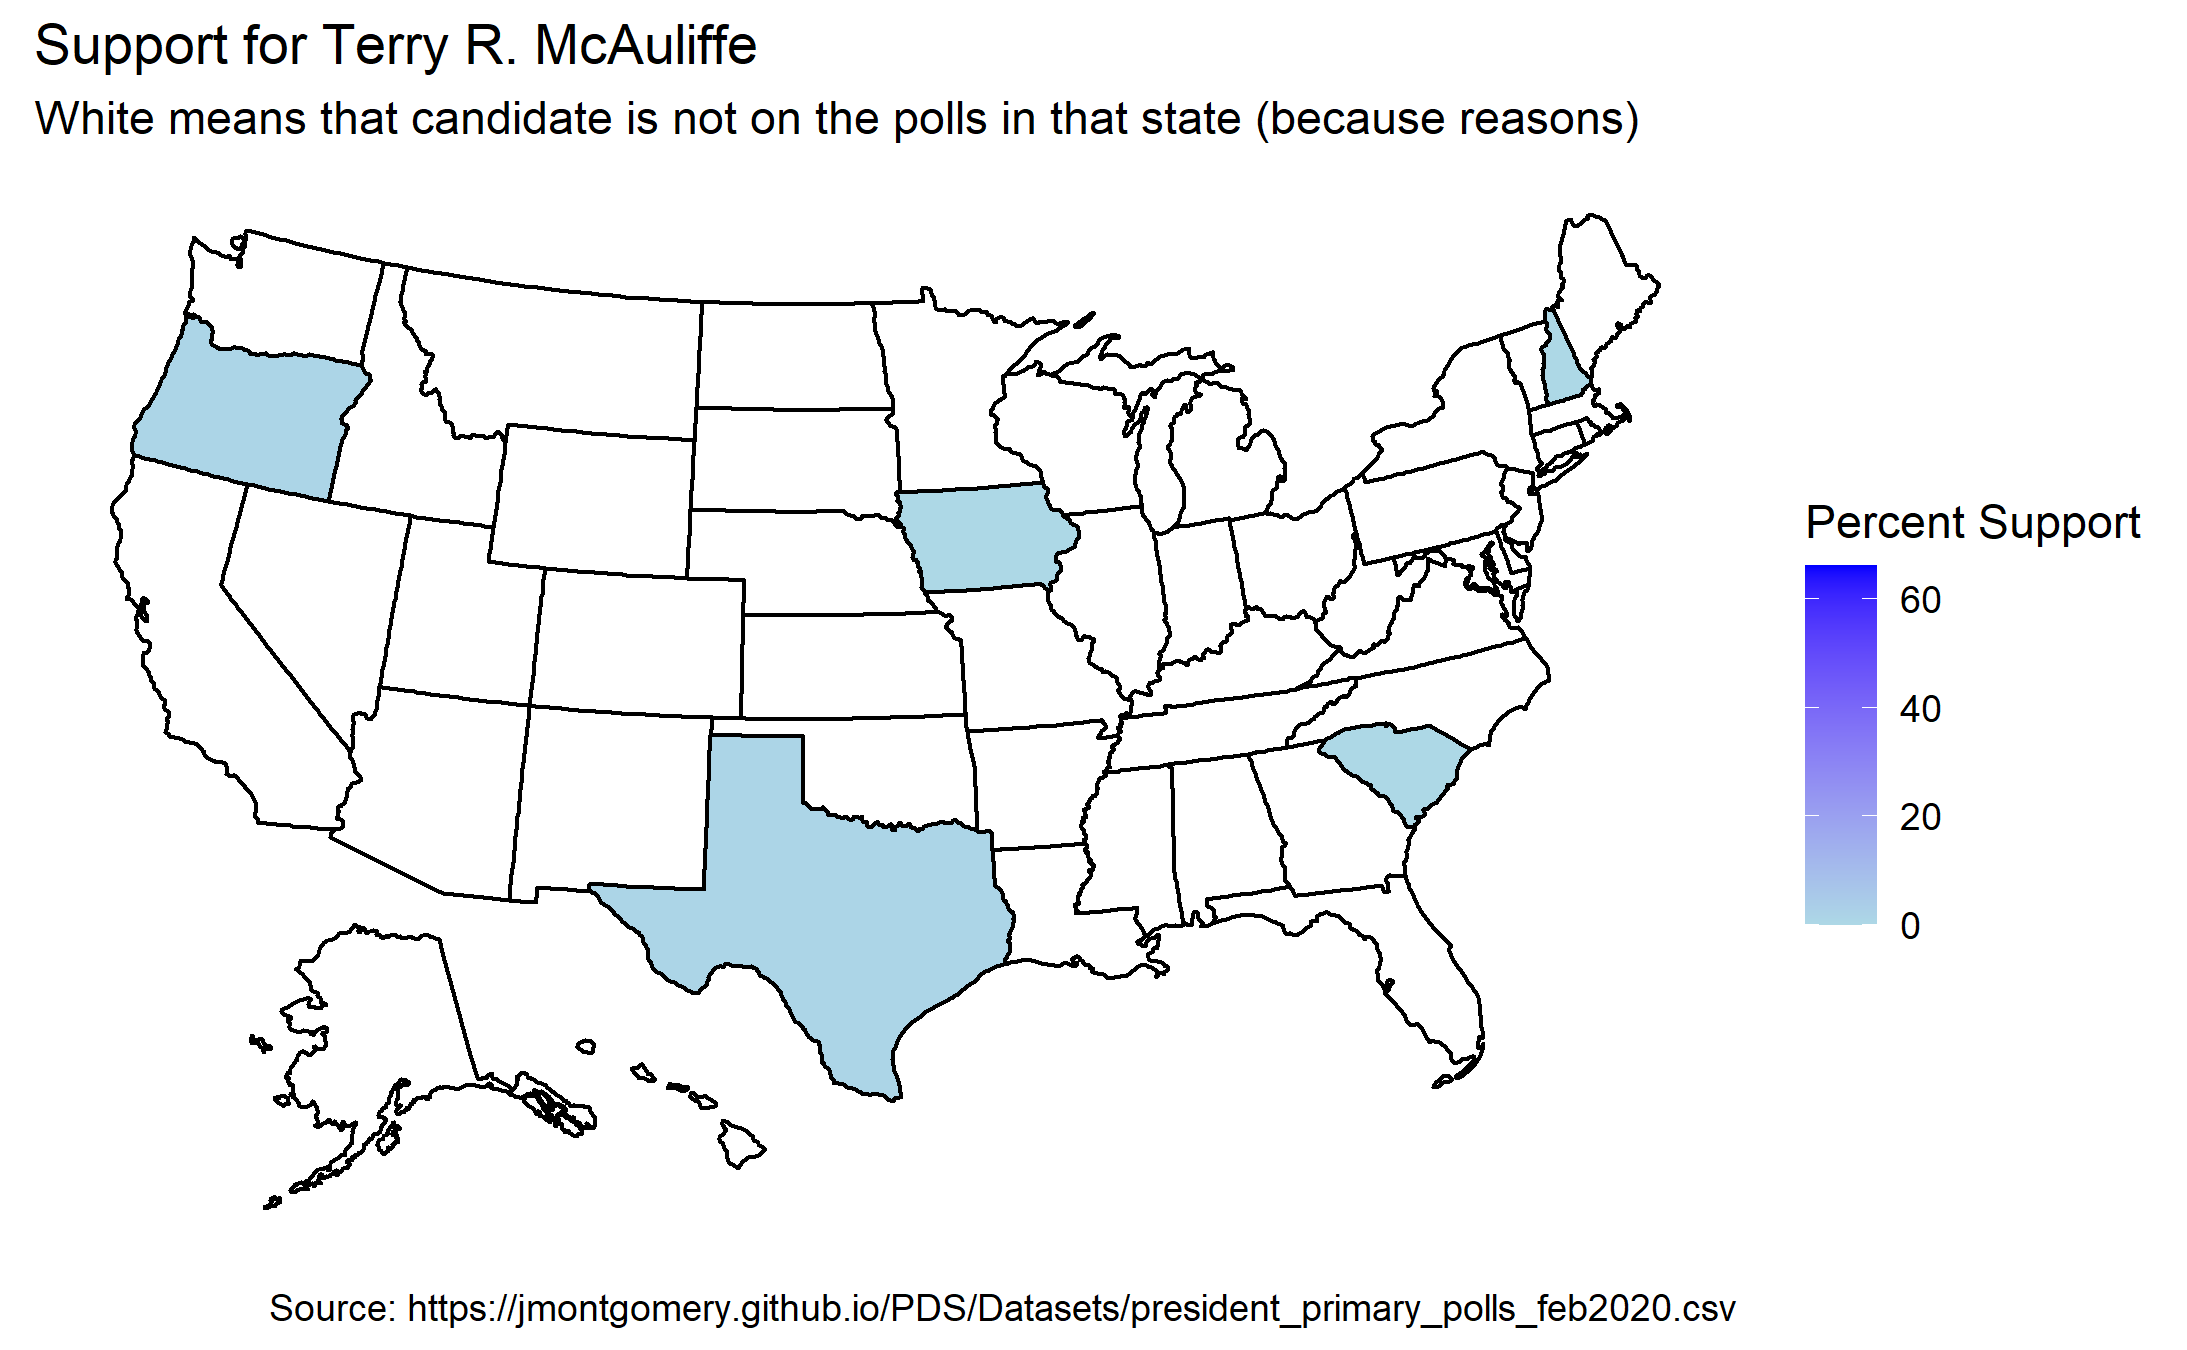 Support for Terry R. McAuliffe
White means that candidate is not on the polls in that state (because reasons)
Percent Support
60
40
20
0
Source: https://jmontgomery.github.io/PDS/Datasets/president_primary_polls_feb2020.csv